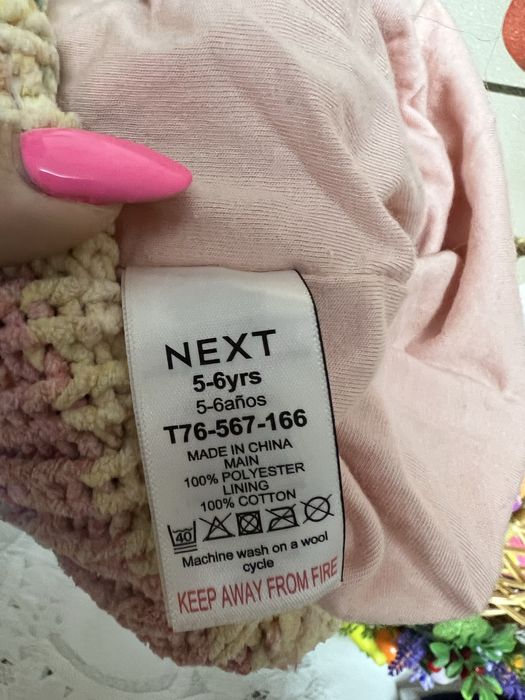 NEXT
5-6yrs
5-6años
T76-567-166
MADE IN CHINA
MAIN
100% POLYESTER
LINING
100% COTTON
40
Machine wash on a wool
cycle
KEEP AWAY FROM FIRE